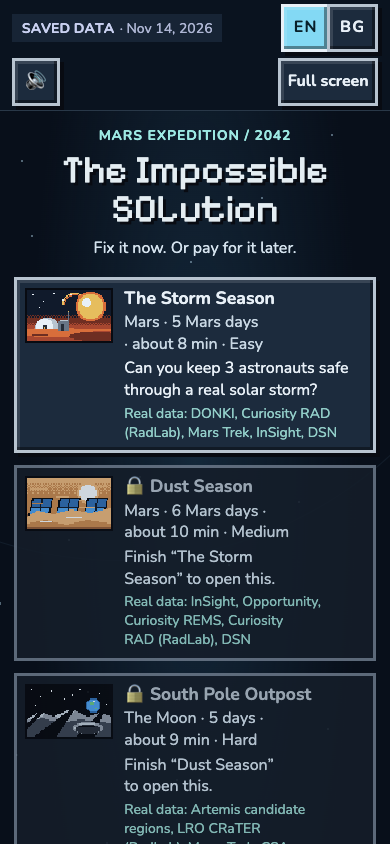 SAVED DATA · Nov 14, 2026
EN BG
Full screen
MARS EXPEDITION / 2042
The Impossible
SOLution
Fix it now. Or pay for it later.
The Storm Season
Mars · 5 Mars days
· about 8 min · Easy
Can you keep 3 astronauts safe
through a real solar storm?
Real data: DONKI, Curiosity RAD
(RadLab), Mars Trek, InSight, DSN
Dust Season
Mars · 6 Mars days ·
about 10 min · Medium
Finish “The Storm
Season” to open this.
Real data: InSight, Opportunity,
Curiosity REMS, Curiosity
RAD (RadLab), DSN
South Pole Outpost
The Moon · 5 days ·
about 9 min · Hard
Finish “Dust Season”
to open this.
Real data: Artemis candidate
regions, LRO CRaTER